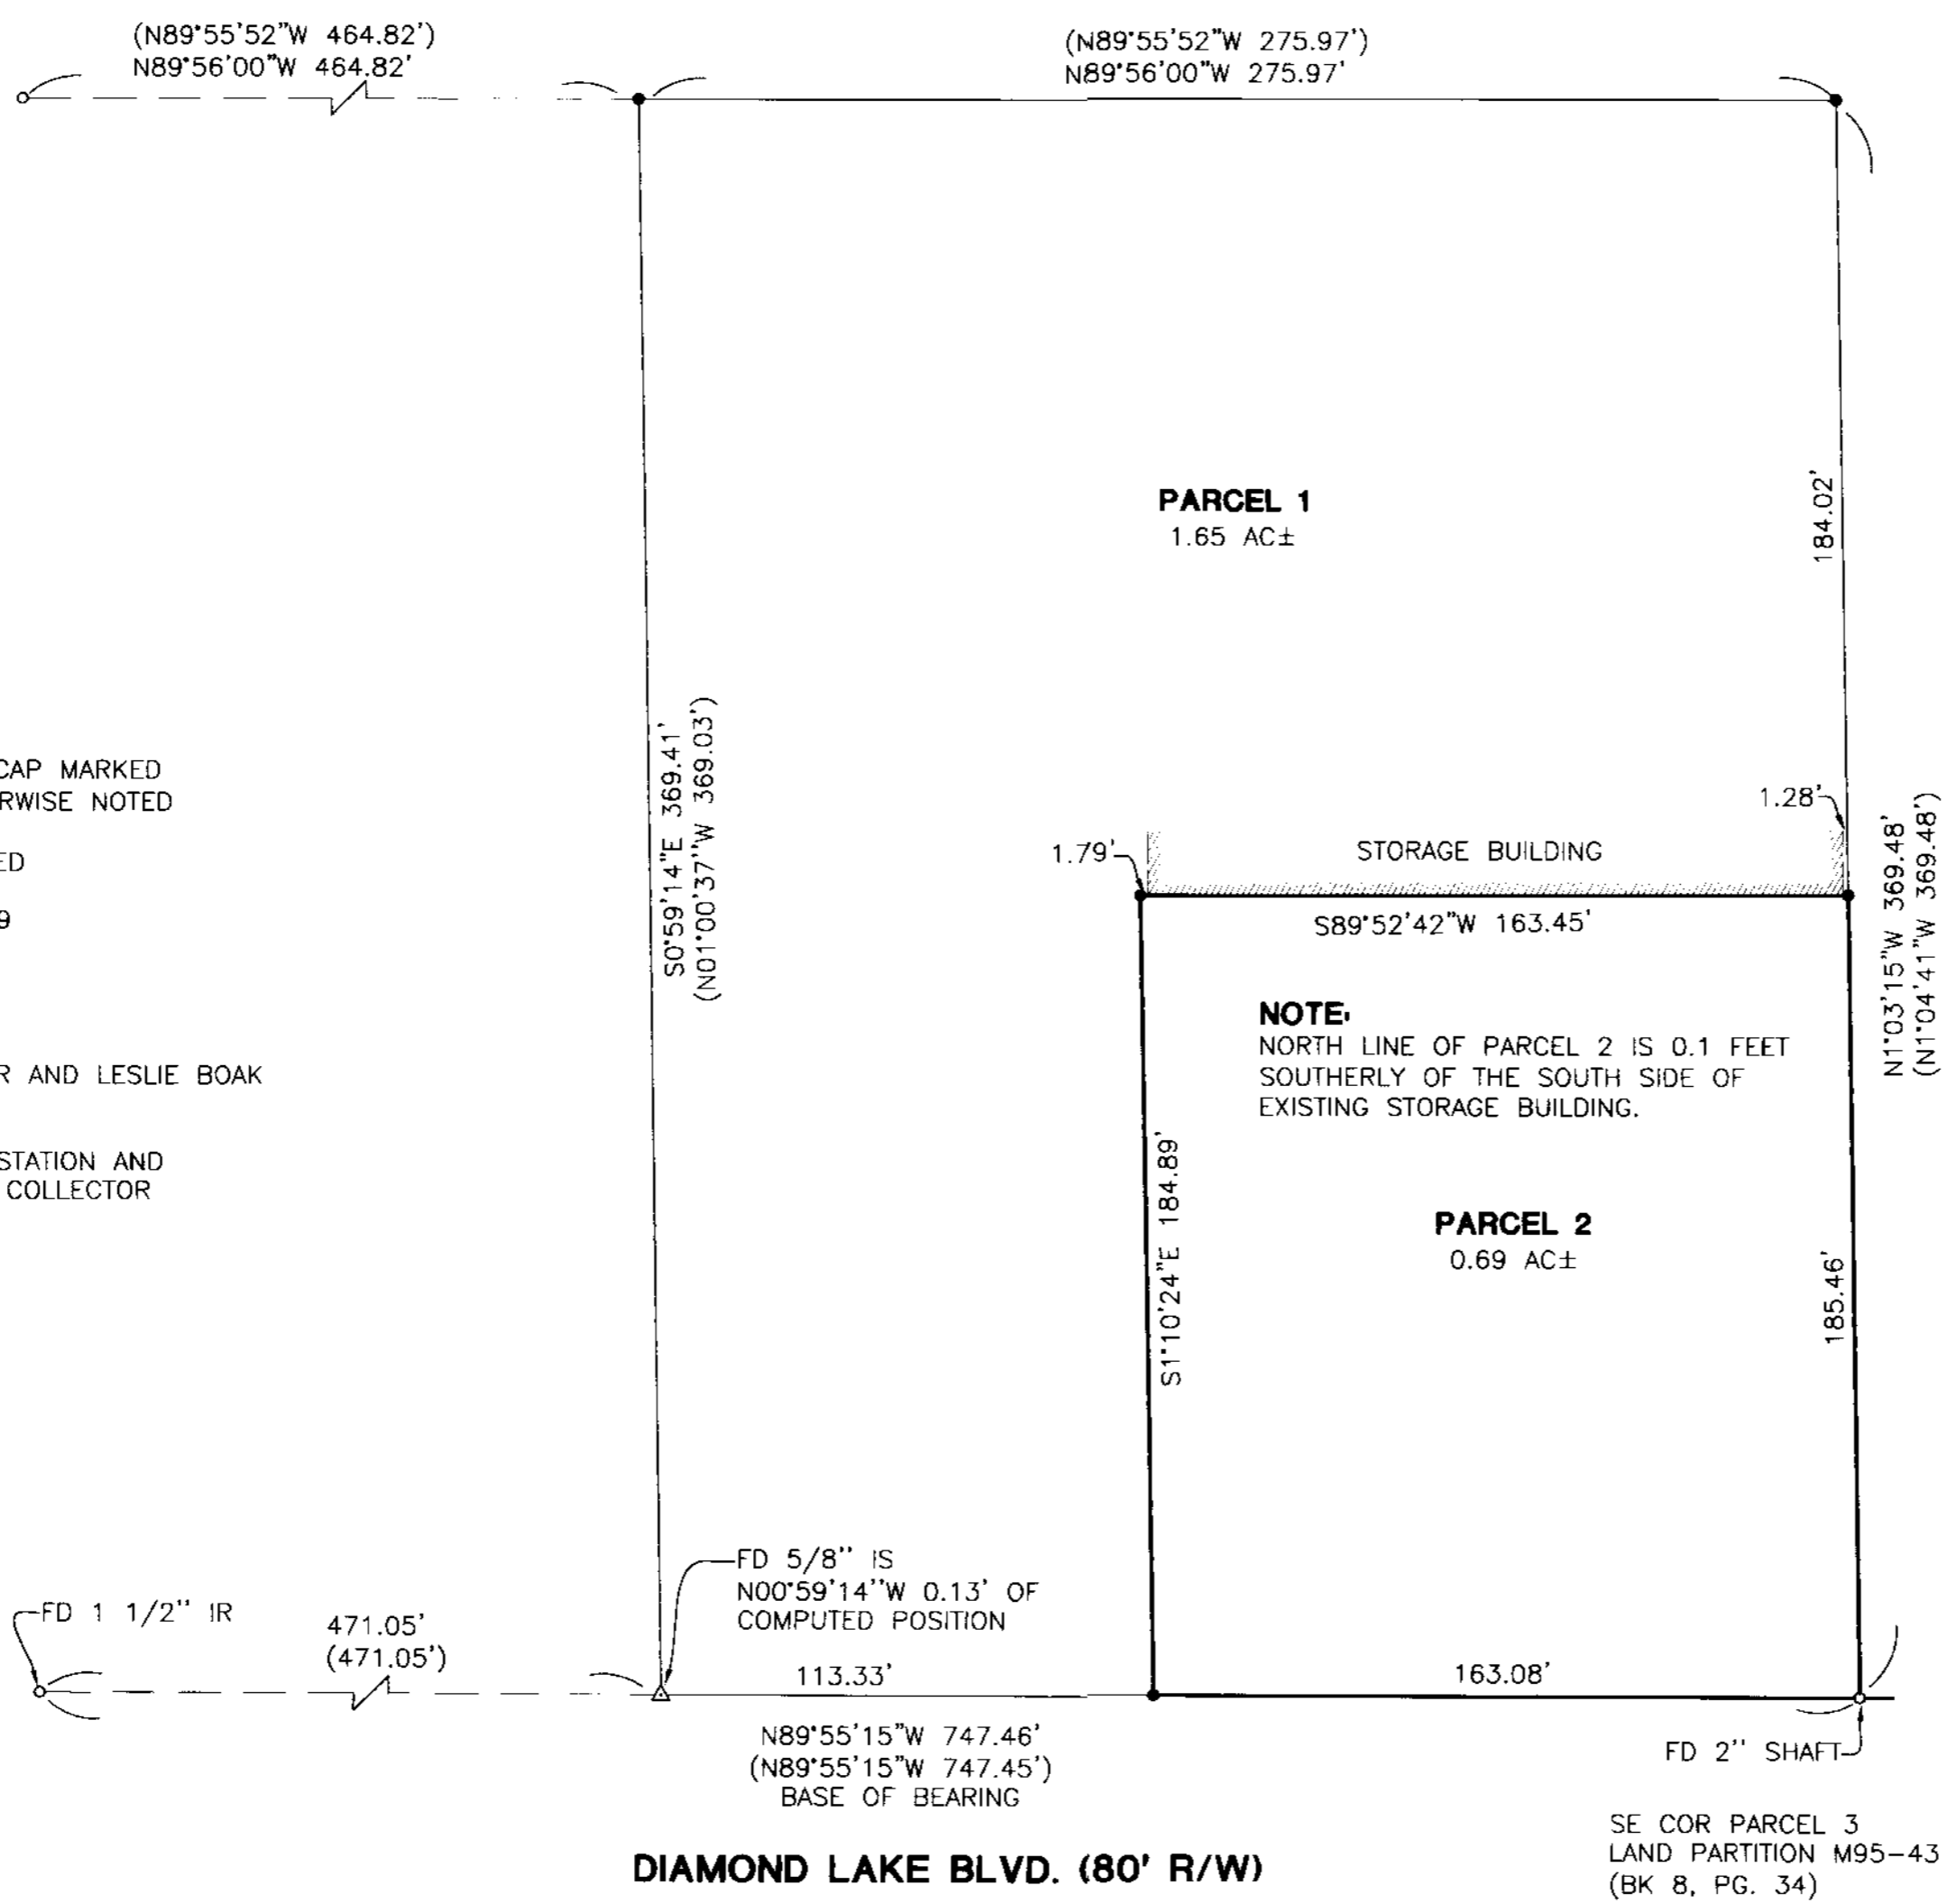 (N89°55'52"W 464.82')
N89°56'00"W 464.82'
(N89°55'52"W 275.97')
N89°56'00"W 275.97'
PARCEL 1
1.65 AC±
184.02'
S0°59'14"E 369.41'
(N01°00'37"W 369.03')
CAP MARKED
RWISE NOTED
ED
9
R AND LESLIE BOAK
STATION AND
COLLECTOR
1.28'
1.79'
STORAGE BUILDING
S89°52'42"W 163.45'
N1°03'15"W 369.48'
(N1°04'41"W 369.48')
NOTE:
NORTH LINE OF PARCEL 2 IS 0.1 FEET
SOUTHERLY OF THE SOUTH SIDE OF
EXISTING STORAGE BUILDING.
S1°10'24"E 184.89'
PARCEL 2
0.69 AC±
185.46'
FD 5/8" IS
N00°59'14"W 0.13' OF
COMPUTED POSITION
FD 1 1/2" IR
471.05'
(471.05')
113.33'
163.08'
N89°55'15"W 747.46'
(N89°55'15"W 747.45')
BASE OF BEARING
FD 2" SHAFT
SE COR PARCEL 3
LAND PARTITION M95-43
(BK 8, PG. 34)
DIAMOND LAKE BLVD. (80' R/W)